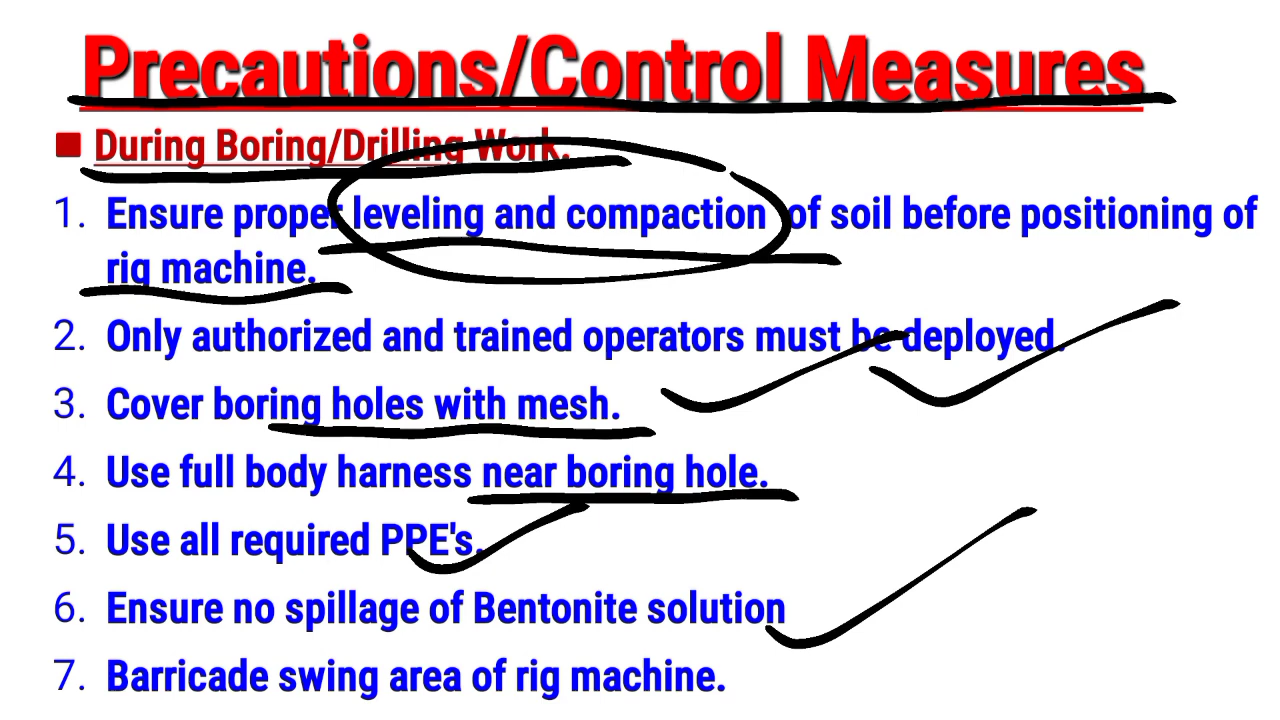 Precautions/Control Measures
During Boring/Drilling Work.
1. Ensure proper leveling and compaction of soil before positioning of
rig machine.
2. Only authorized and trained operators must be deployed.
3. Cover boring holes with mesh.
4. Use full body harness near boring hole.
5. Use all required PPE's.
6. Ensure no spillage of Bentonite solution
7. Barricade swing area of rig machine.